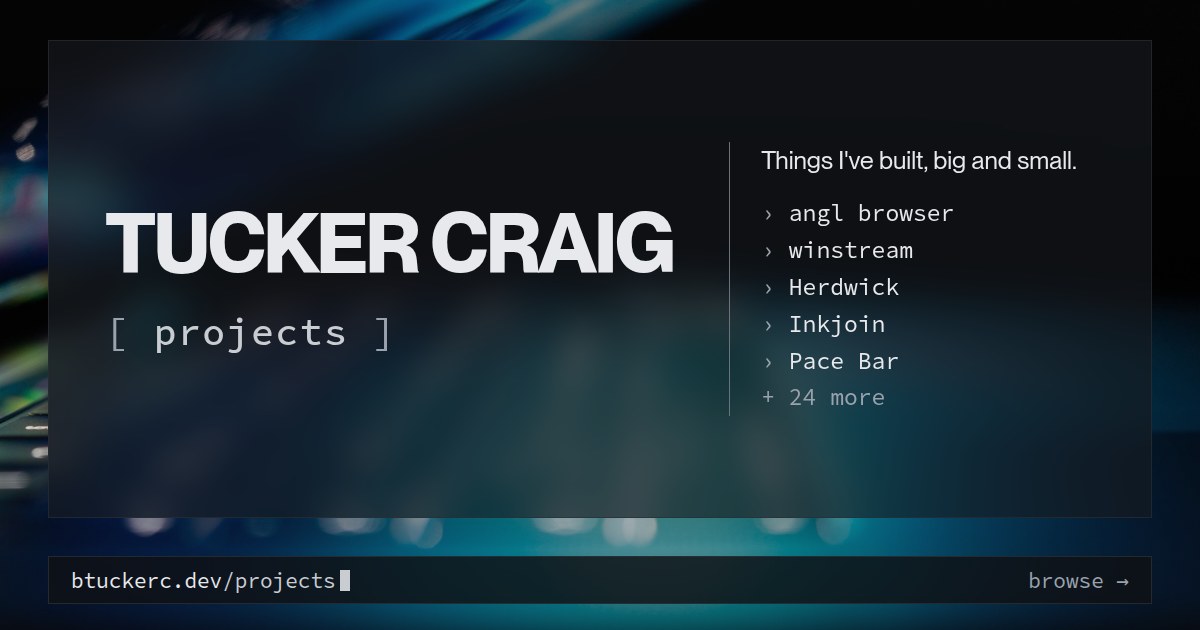 TUCKER CRAIG
[ projects ]
Things I've built, big and small.
› angl browser
› winstream
› Herdwick
› Inkjoin
› Pace Bar
+ 24 more
btuckerc.dev/projects
browse →